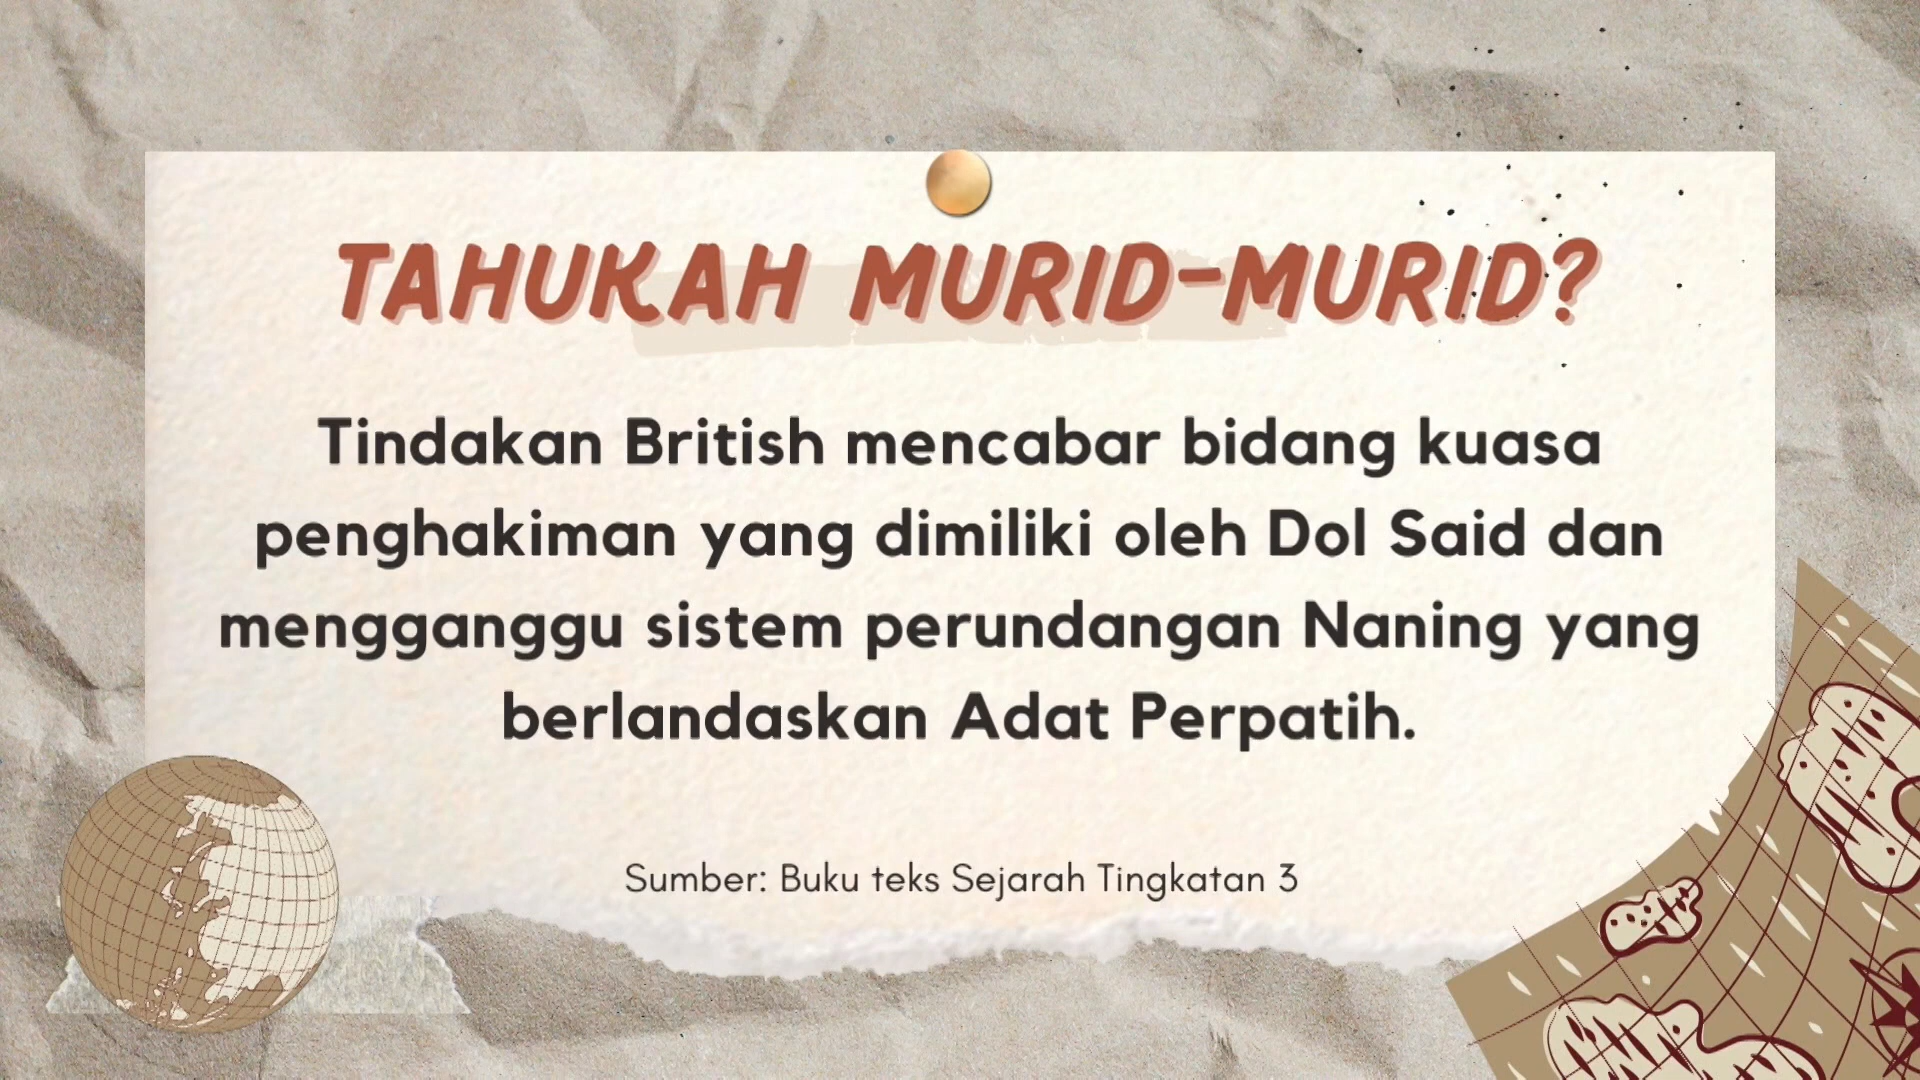 TAHUKAH MURID-MURID?
Tindakan British mencabar bidang kuasa
penghakiman yang dimiliki oleh Dol Said dan
mengganggu sistem perundangan Naning yang
berlandaskan Adat Perpatih.
Sumber: Buku teks Sejarah Tingkatan 3